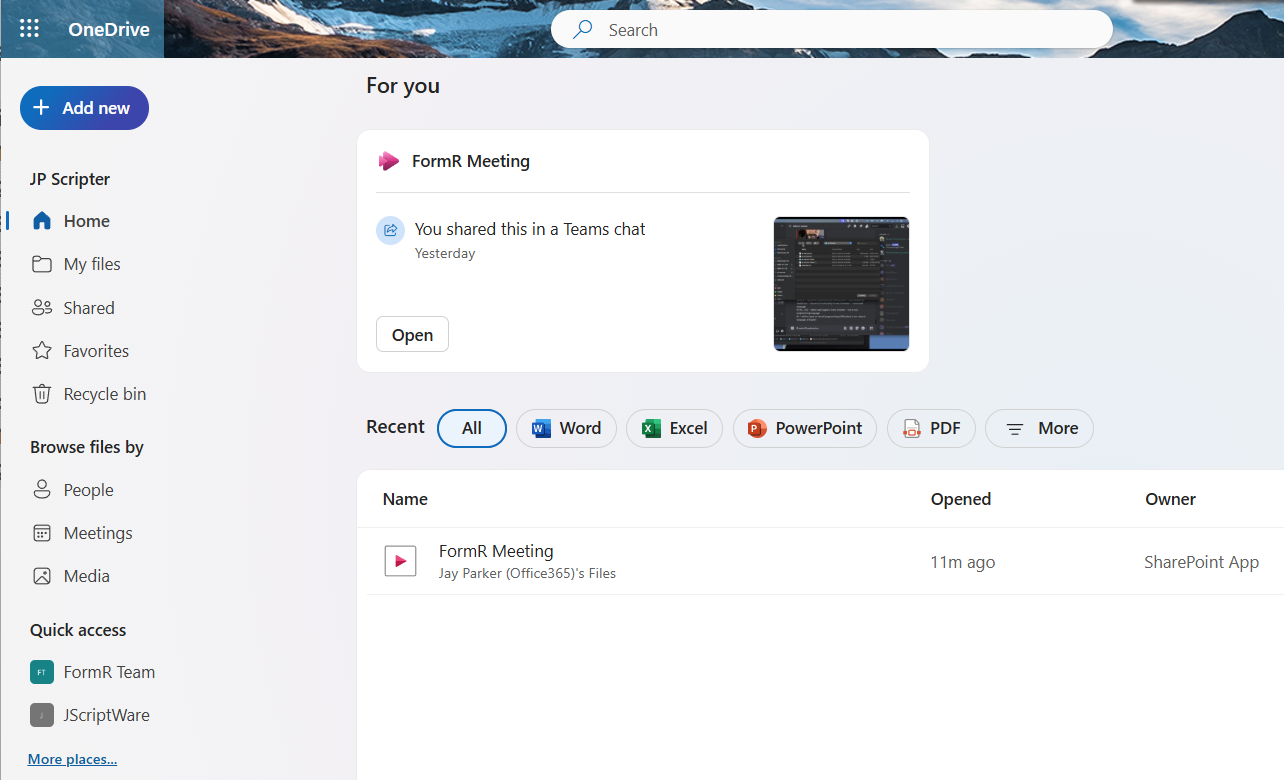 OneDrive
Search
Add new
JP Scripter
Home
My files
Shared
Favorites
Recycle bin
Browse files by
People
Meetings
Media
Quick access
FT
FormR Team
J
JScriptWare
More places...
For you
FormR Meeting
You shared this in a Teams chat
Yesterday
Open
Recent
All
Word
Excel
PowerPoint
PDF
More
Name Opened Owner
FormR Meeting 11m ago SharePoint App
Jay Parker (Office365)'s Files